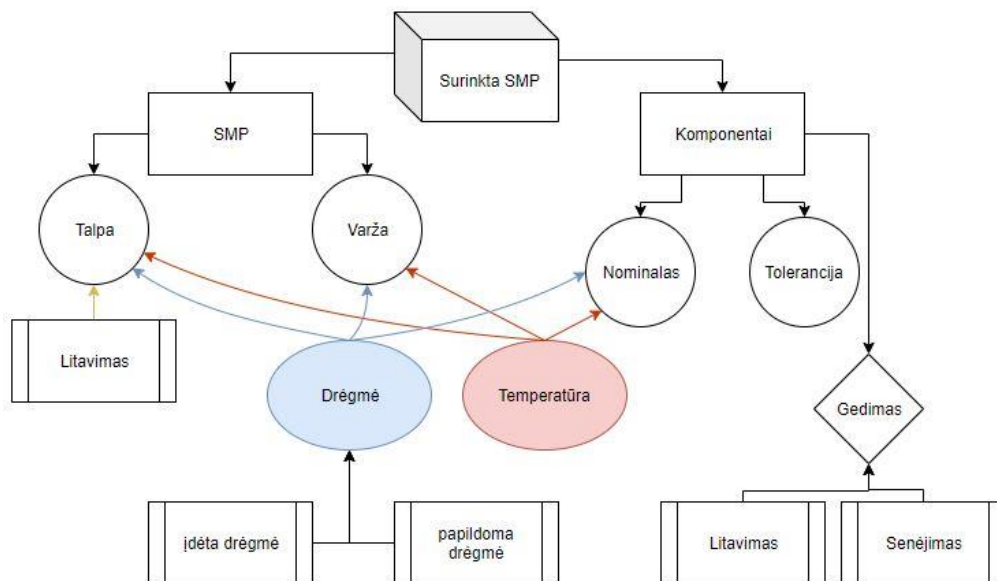 Surinkta SMP
SMP
Komponentai
Talpa
Varža
Nominalas
Tolerancija
Litavimas
Drėgmė
Temperatūra
Gedimas
įdėta drėgmė
papildoma
drėgmė
Litavimas
Senėjimas